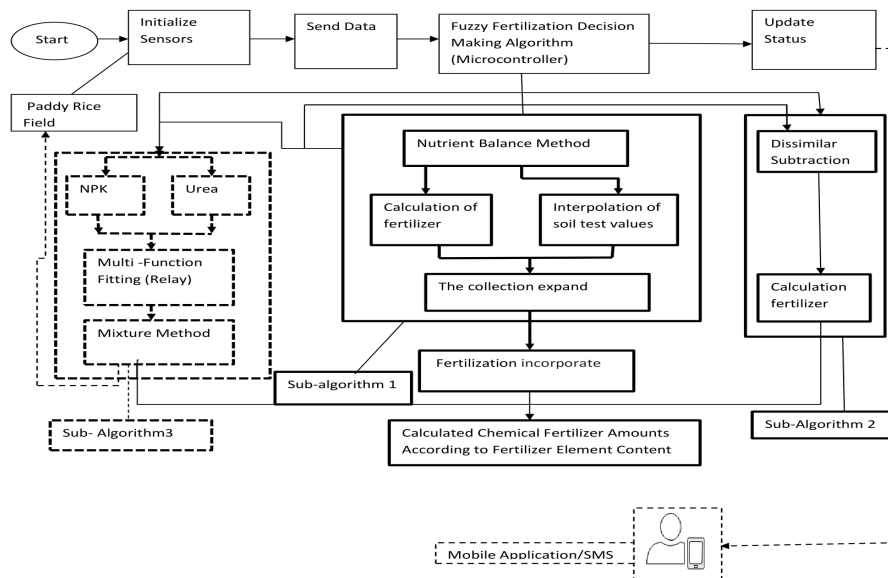 Start
Initialize
Sensors
Send Data
Fuzzy Fertilization Decision
Making Algorithm
(Microcontroller)
Update
Status
Paddy Rice
Field
Nutrient Balance Method
Dissimilar
Subtraction
NPK
Urea
Calculation of
fertilizer
Interpolation of
soil test values
Multi -Function
Fitting (Relay)
The collection expand
Calculation
fertilizer
Mixture Method
Fertilization incorporate
Sub-algorithm 1
Sub- Algorithm3
Calculated Chemical Fertilizer Amounts
According to Fertilizer Element Content
Sub-Algorithm 2
Mobile Application/SMS